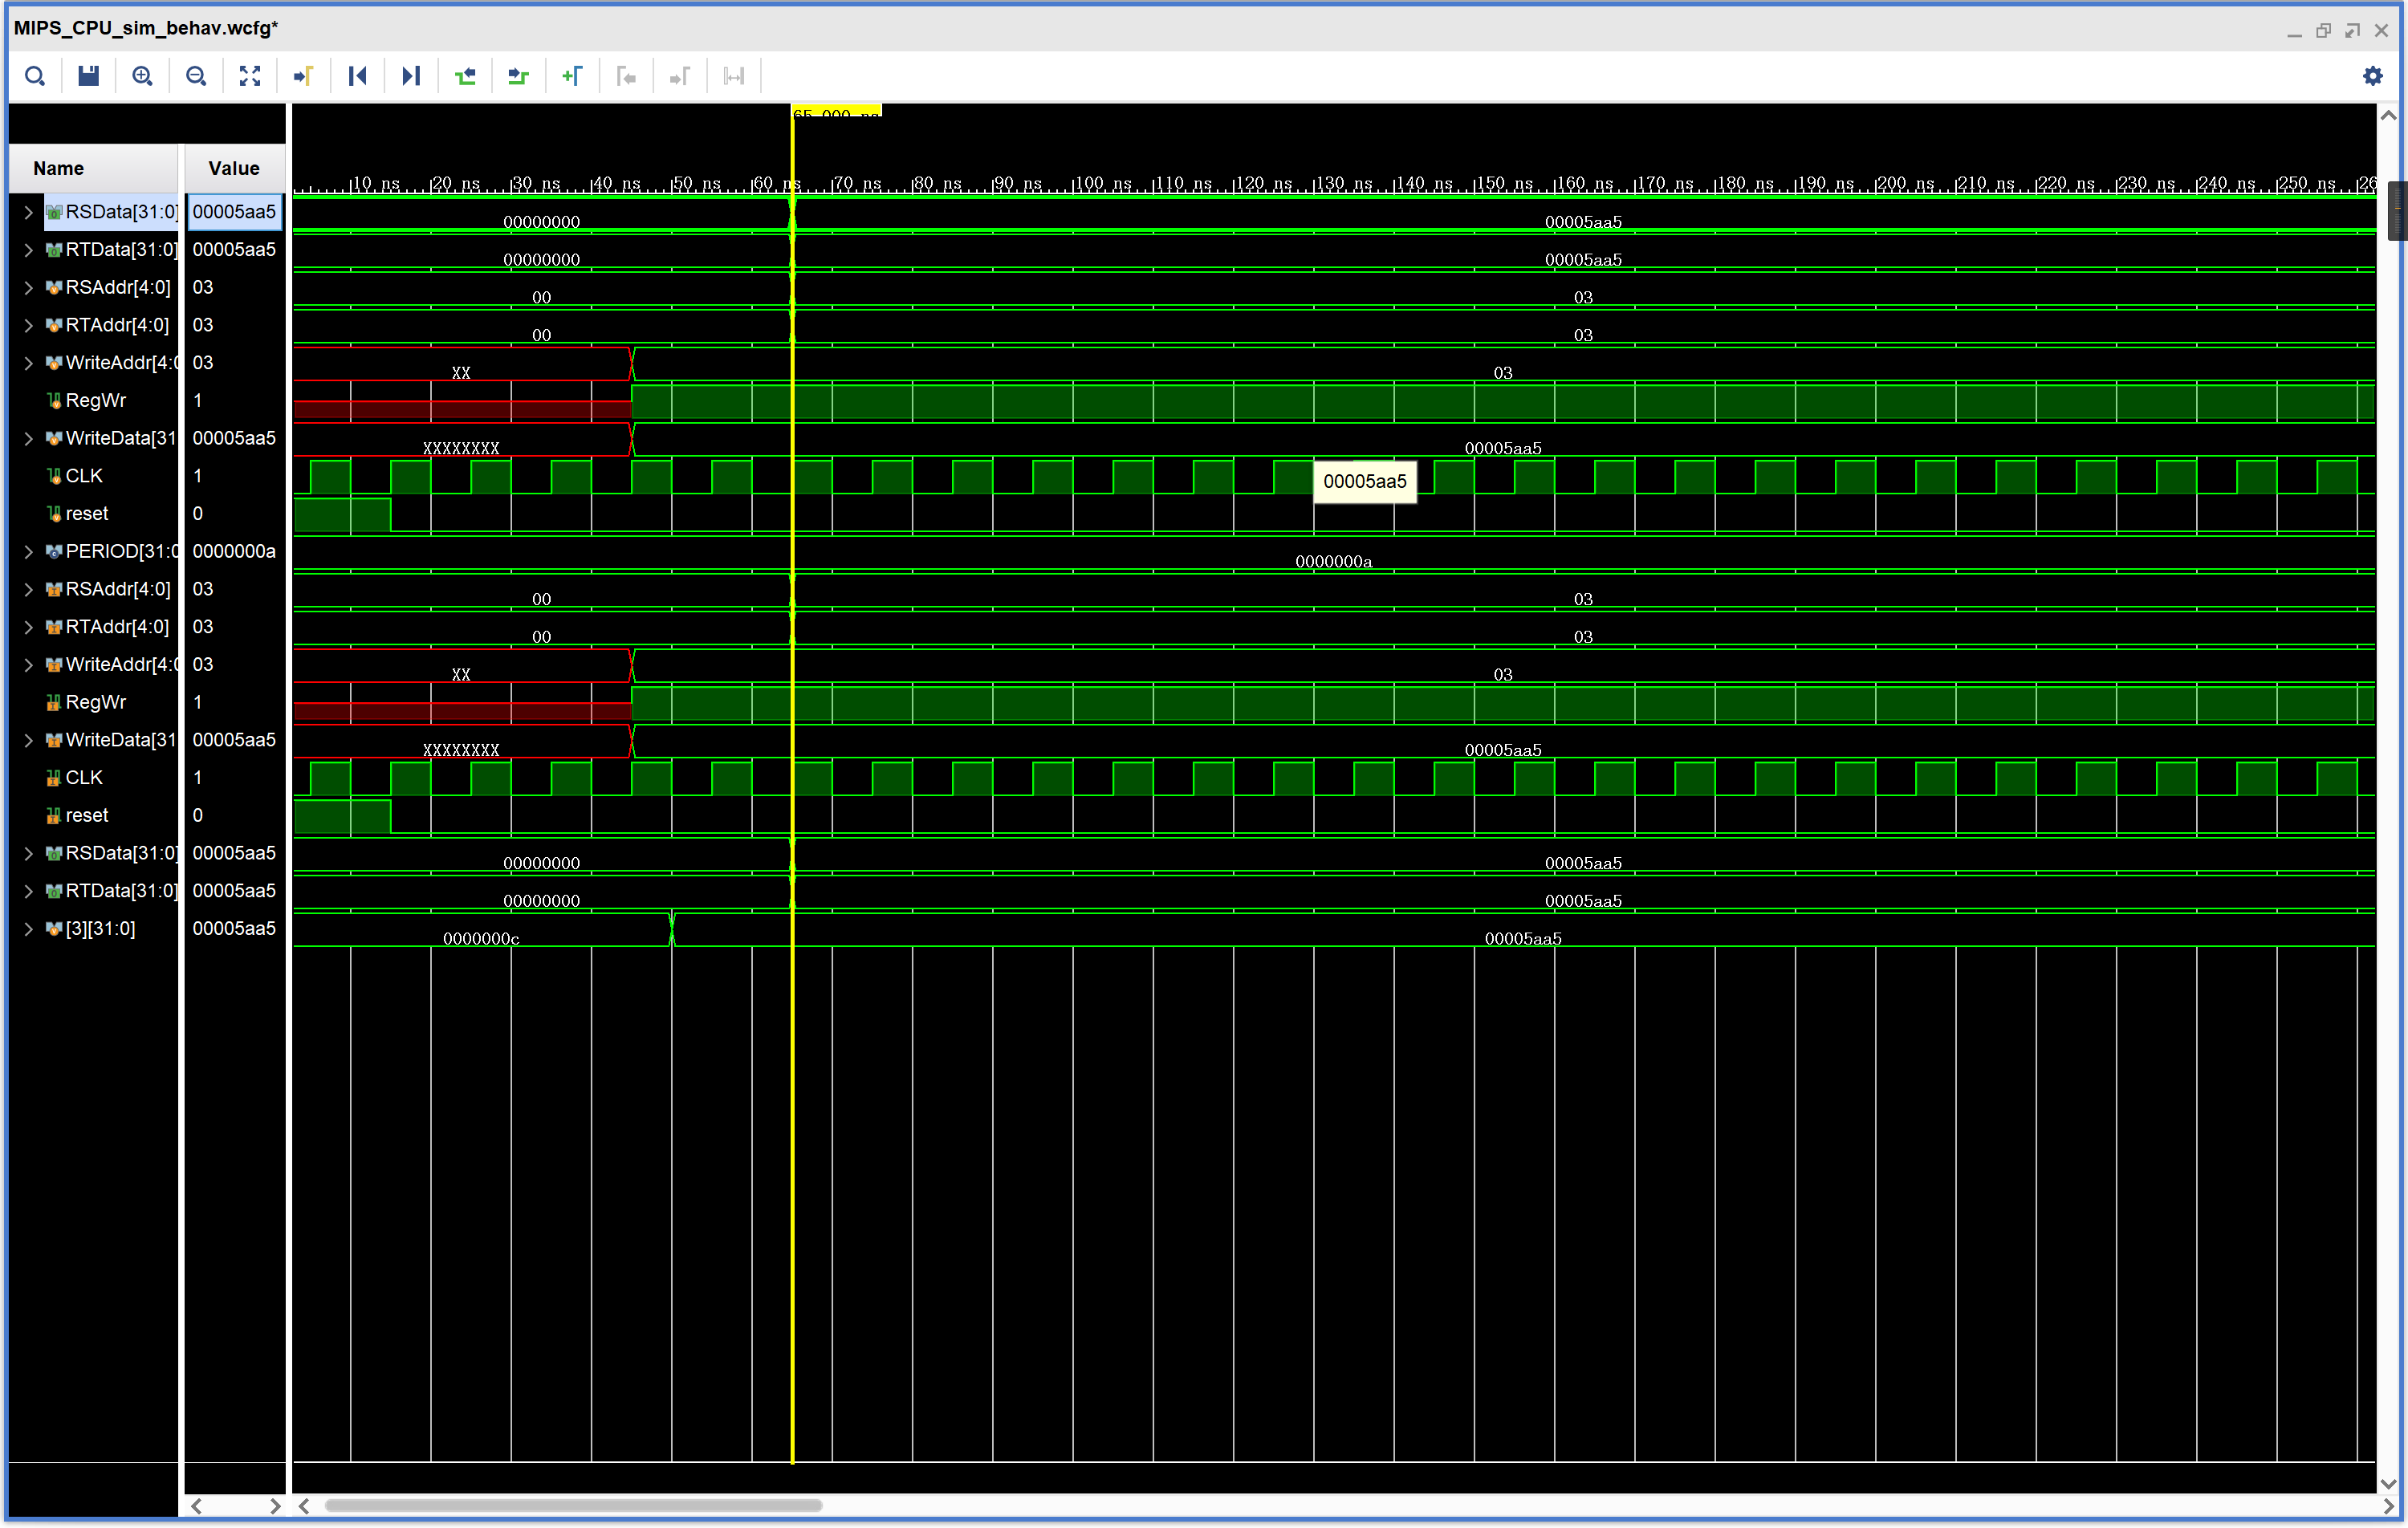 MIPS_CPU_sim_behav.wcfg*
65.000 ns
Name Value
10 ns 20 ns 30 ns 40 ns 50 ns 60 ns 70 ns 80 ns 90 ns 100 ns 110 ns 120 ns 130 ns 140 ns 150 ns 160 ns 170 ns 180 ns 190 ns 200 ns 210 ns 220 ns 230 ns 240 ns 250 ns 26
RSData[31:0] 00005aa5 00000000 00005aa5
RTData[31:0] 00005aa5 00000000 00005aa5
RSAddr[4:0] 03 00 03
RTAddr[4:0] 03 00 03
WriteAddr[4:0 03 XX 03
RegWr 1
WriteData[31 00005aa5 XXXXXXXX 00005aa5
CLK 1
00005aa5
reset 0
PERIOD[31:0 0000000a 0000000a
RSAddr[4:0] 03 00 03
RTAddr[4:0] 03 00 03
WriteAddr[4:0 03 XX 03
RegWr 1
WriteData[31 00005aa5 XXXXXXXX 00005aa5
CLK 1
reset 0
RSData[31:0] 00005aa5 00000000 00005aa5
RTData[31:0] 00005aa5 00000000 00005aa5
[3][31:0] 00005aa5 0000000c 00005aa5